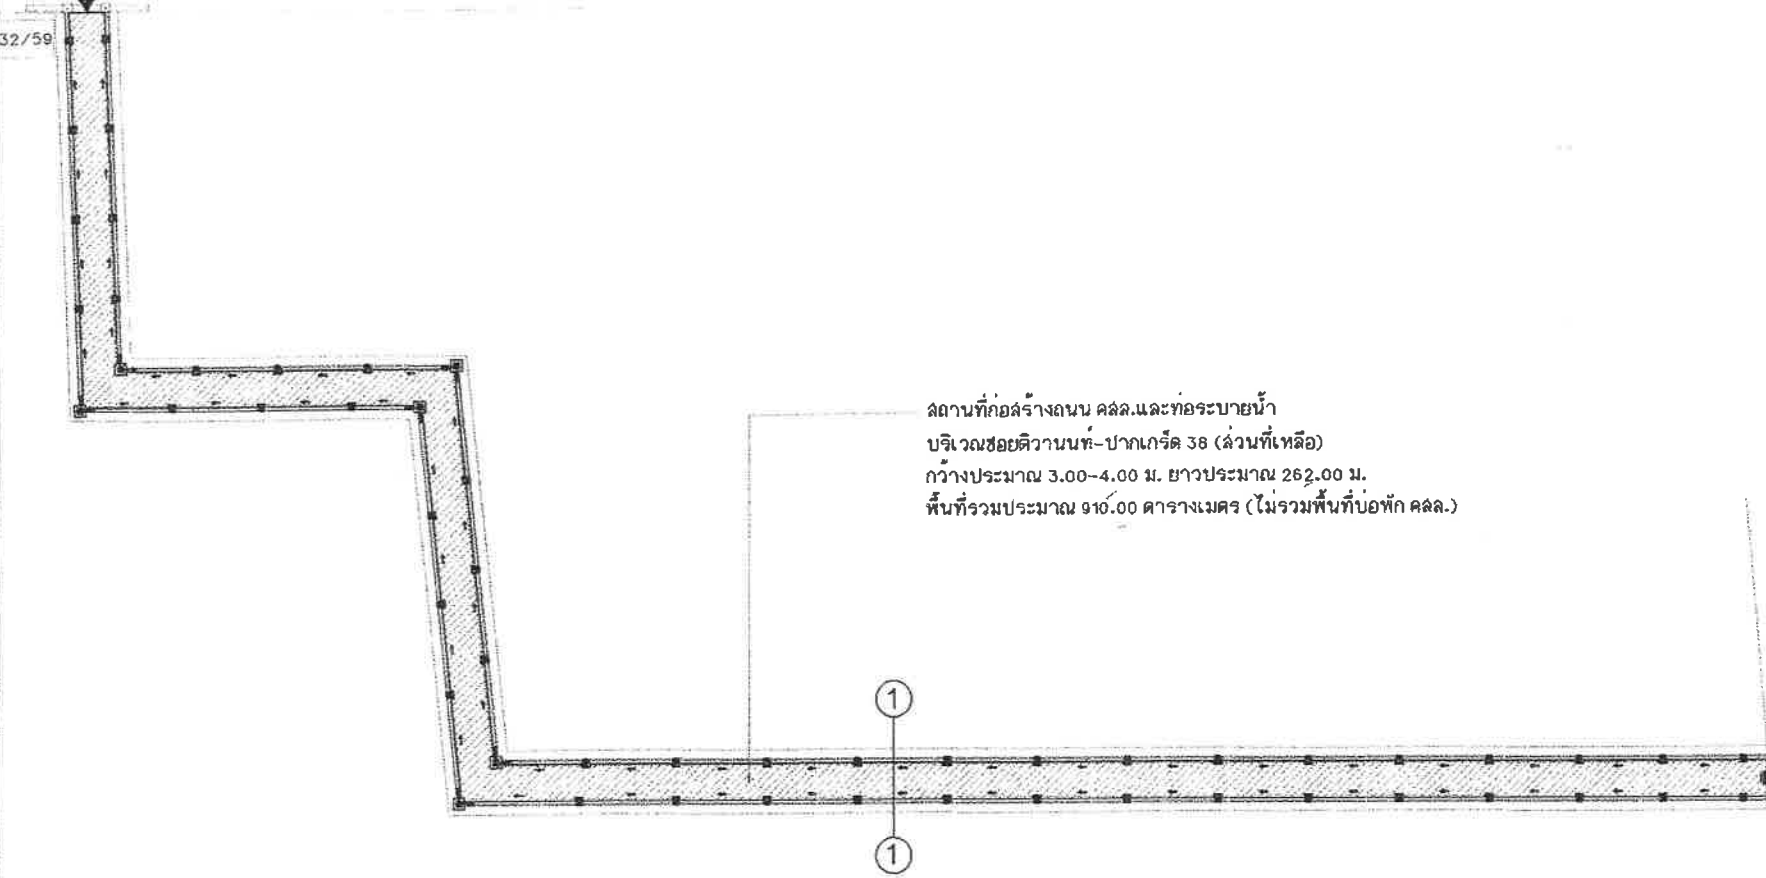 32/59
สถานที่ก่อสร้างถนน คสล.และท่อระบายน้ำ
บริเวณซอยติวานนท์-ปากเกร็ด 38 (ส่วนที่เหลือ)
กว้างประมาณ 3.00-4.00 ม. ยาวประมาณ 262.00 ม.
พื้นที่รวมประมาณ 910.00 ตารางเมตร (ไม่รวมพื้นที่บ่อพัก คสล.)
1
1